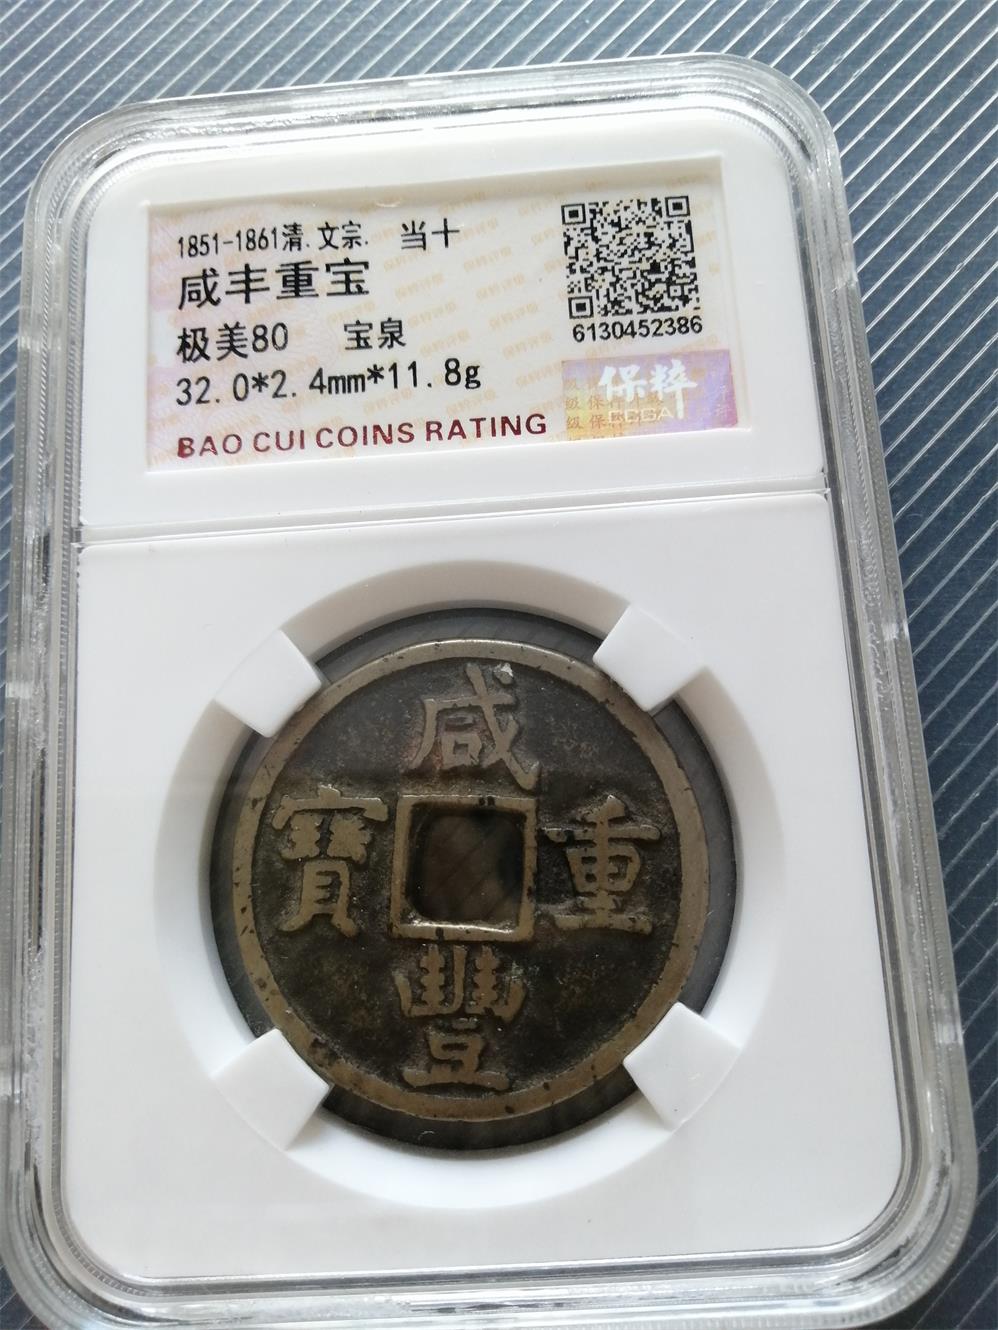 1851-1861清.文宗. 当十
咸丰重宝
极美80 宝泉
32.0*2.4mm*11.8g
BAO CUI COINS RATING
6130452386
保粹
咸
豐
重
寶